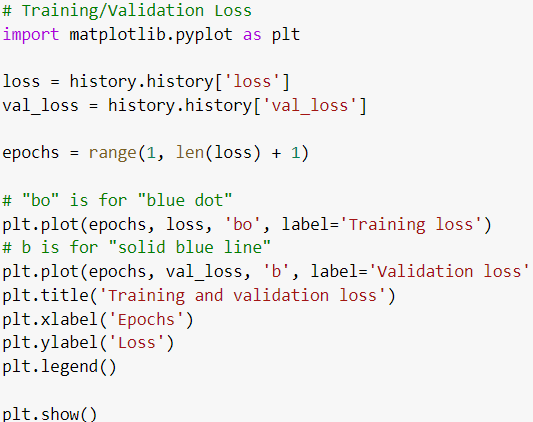 # Training/Validation Loss
import matplotlib.pyplot as plt
loss = history.history['loss']
val_loss = history.history['val_loss']
epochs = range(1, len(loss) + 1)
# "bo" is for "blue dot"
plt.plot(epochs, loss, 'bo', label='Training loss')
# b is for "solid blue line"
plt.plot(epochs, val_loss, 'b', label='Validation loss'
plt.title('Training and validation loss')
plt.xlabel('Epochs')
plt.ylabel('Loss')
plt.legend()
plt.show()